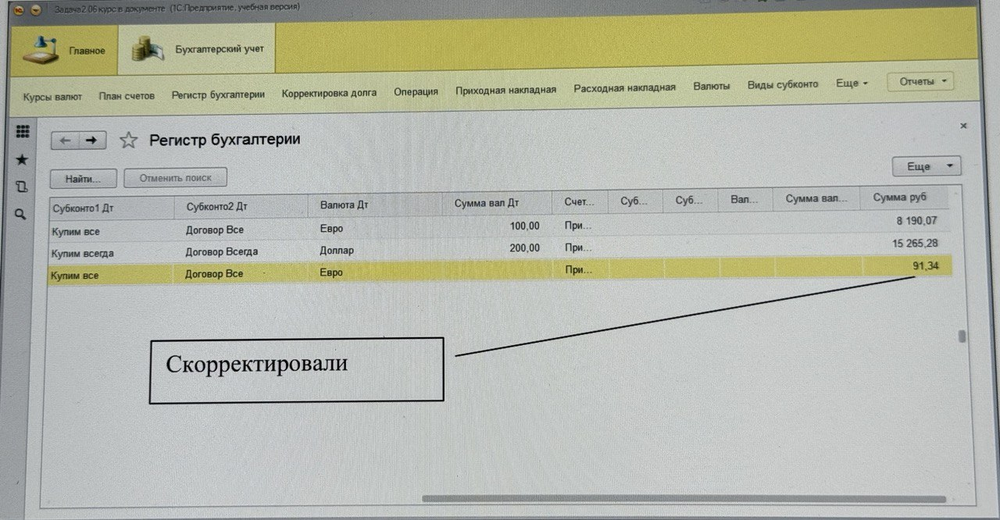 Задача2.06 курс в документе (1С:Предприятие, учебная версия)
Главное
Бухгалтерский учет
Курсы валют План счетов Регистр бухгалтерии Корректировка долга Операция Приходная накладная Расходная накладная Валюты Виды субконто Еще Отчеты
Регистр бухгалтерии
Найти... Отменить поиск Еще
Субконто1 Дт Субконто2 Дт Валюта Дт Сумма вал Дт Счет... Суб... Суб... Вал... Сумма вал... Сумма руб
Купим все Договор Все Евро 100,00 При... 8 190,07
Купим всегда Договор Всегда Доллар 200,00 При... 15 265,28
Купим все Договор Все Евро При... 91,34
Скорректировали